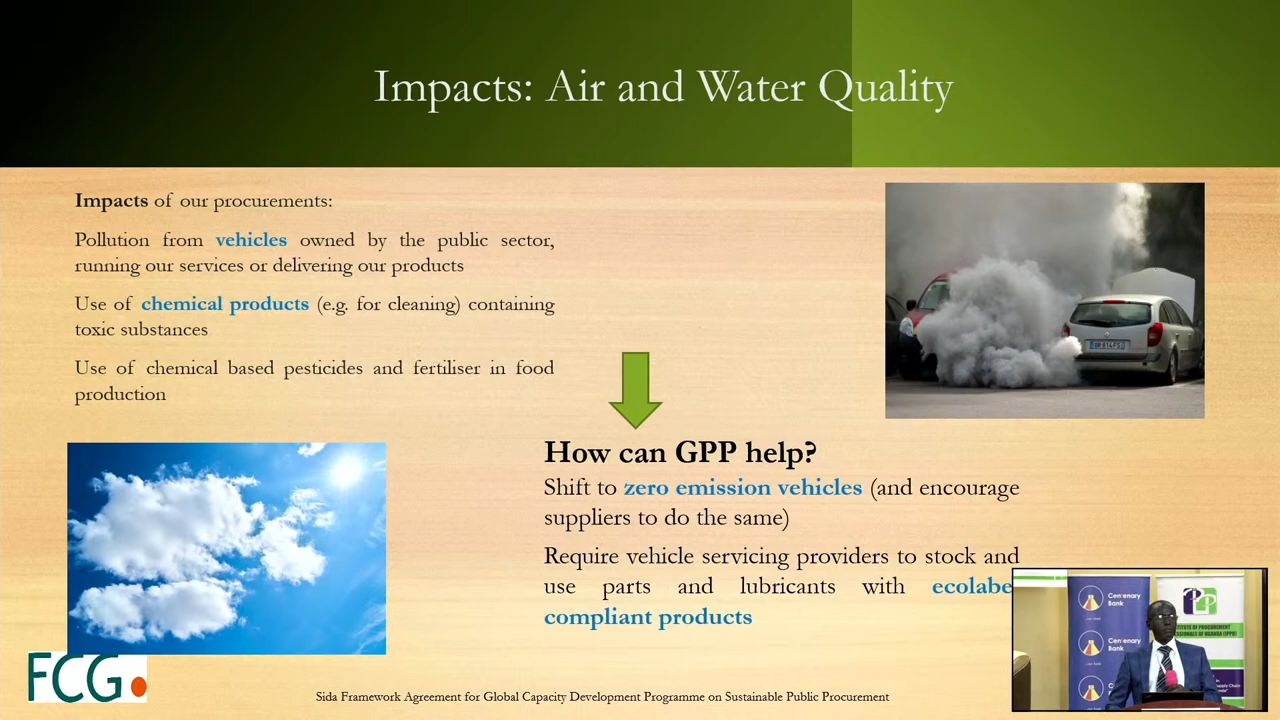 Impacts: Air and Water Quality
Impacts of our procurements:
Pollution from vehicles owned by the public sector,
running our services or delivering our products
Use of chemical products (e.g. for cleaning) containing
toxic substances
Use of chemical based pesticides and fertiliser in food
production
How can GPP help?
Shift to zero emission vehicles (and encourage
suppliers to do the same)
Require vehicle servicing providers to stock and
use parts and lubricants with ecolabe
compliant products
Centenary
Bank
Centenary
Bank
PP
Bank
FCG
Sida Framework Agreement for Global Capacity Development Programme on Sustainable Public Procurement